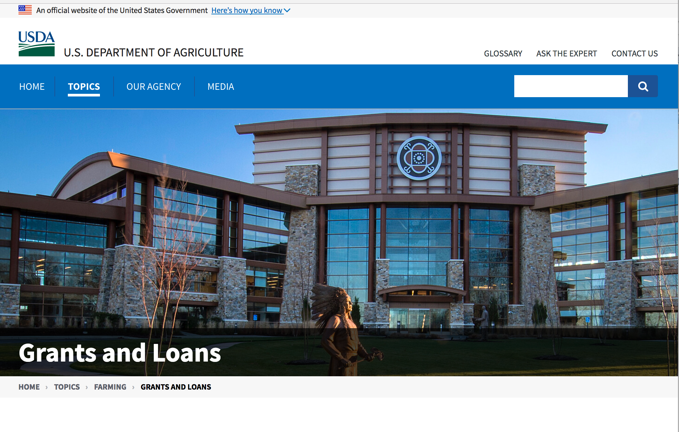 An official website of the United States Government Here's how you know
USDA
U.S. DEPARTMENT OF AGRICULTURE
GLOSSARY ASK THE EXPERT CONTACT US
HOME TOPICS OUR AGENCY MEDIA
Grants and Loans
HOME › TOPICS › FARMING › GRANTS AND LOANS